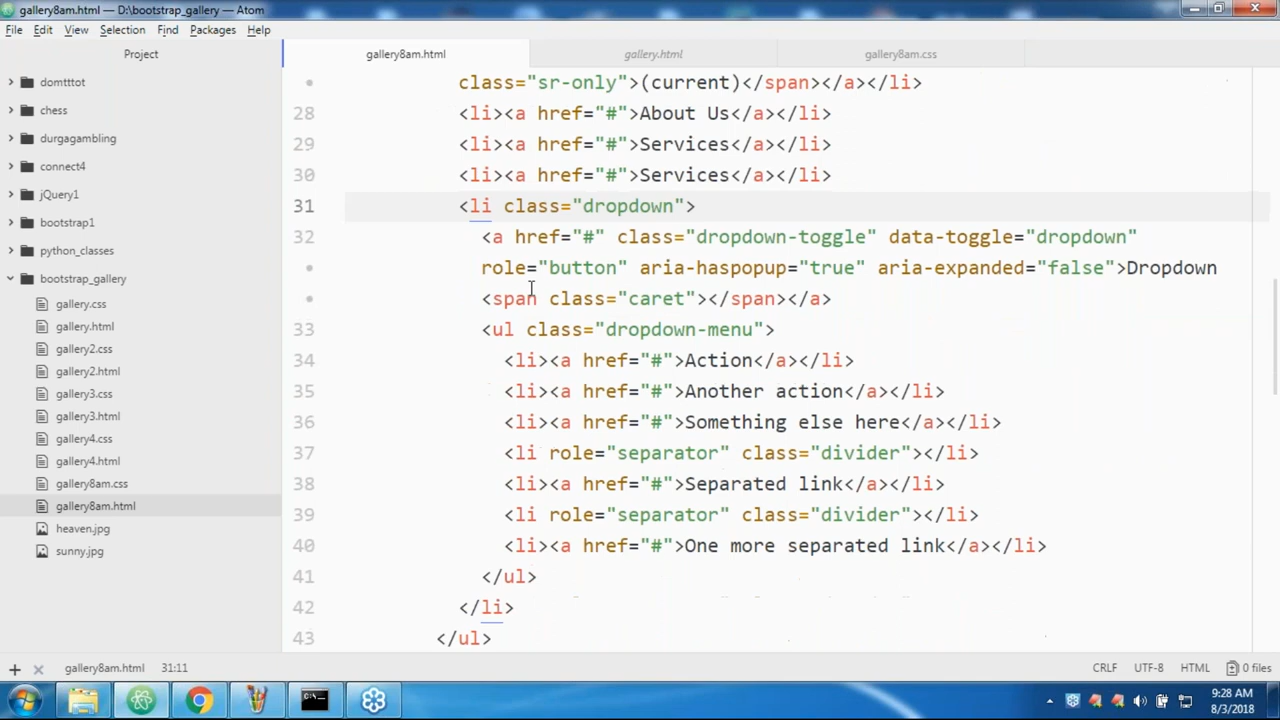 gallery8am.html — D:\bootstrap_gallery — Atom
File Edit View Selection Find Packages Help
Project
gallery8am.html gallery.html gallery8am.css
domtttot
chess
durgagambling
connect4
jQuery1
bootstrap1
python_classes
bootstrap_gallery
gallery.css
gallery.html
gallery2.css
gallery2.html
gallery3.css
gallery3.html
gallery4.css
gallery4.html
gallery8am.css
gallery8am.html
heaven.jpg
sunny.jpg
class="sr-only">(current)</span></a></li>
28 <li><a href="#">About Us</a></li>
29 <li><a href="#">Services</a></li>
30 <li><a href="#">Services</a></li>
31 <li class="dropdown">
32 <a href="#" class="dropdown-toggle" data-toggle="dropdown"
role="button" aria-haspopup="true" aria-expanded="false">Dropdown
<span class="caret"></span></a>
33 <ul class="dropdown-menu">
34 <li><a href="#">Action</a></li>
35 <li><a href="#">Another action</a></li>
36 <li><a href="#">Something else here</a></li>
37 <li role="separator" class="divider"></li>
38 <li><a href="#">Separated link</a></li>
39 <li role="separator" class="divider"></li>
40 <li><a href="#">One more separated link</a></li>
41 </ul>
42 </li>
43 </ul>
gallery8am.html 31:11 CRLF UTF-8 HTML 0 files
9:28 AM
8/3/2018